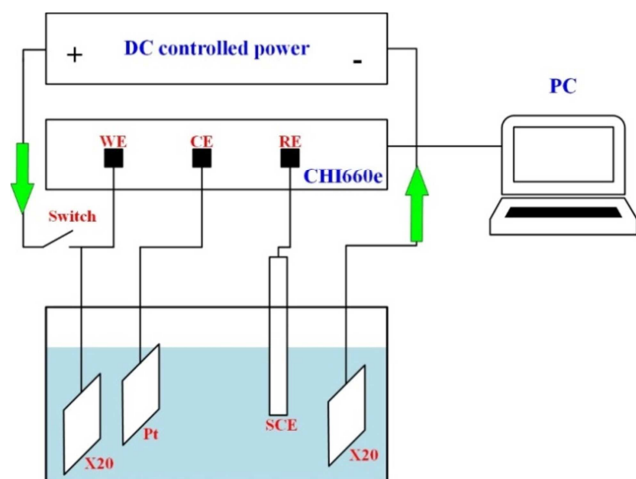 + DC controlled power -
PC
WE CE RE
CHI660e
Switch
Pt
SCE
X20
X20